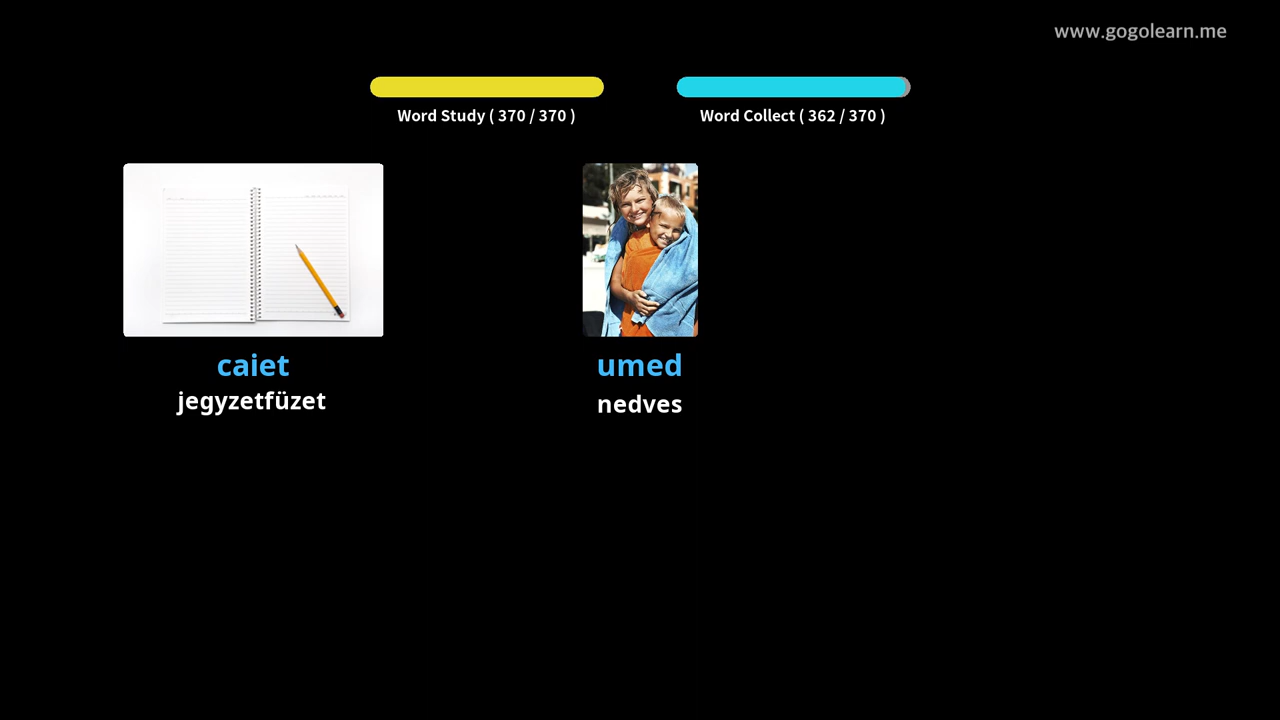 www.gogolearn.me
Word Study ( 370 / 370 )
Word Collect ( 362 / 370 )
caiet
jegyzetfüzet
umed
nedves